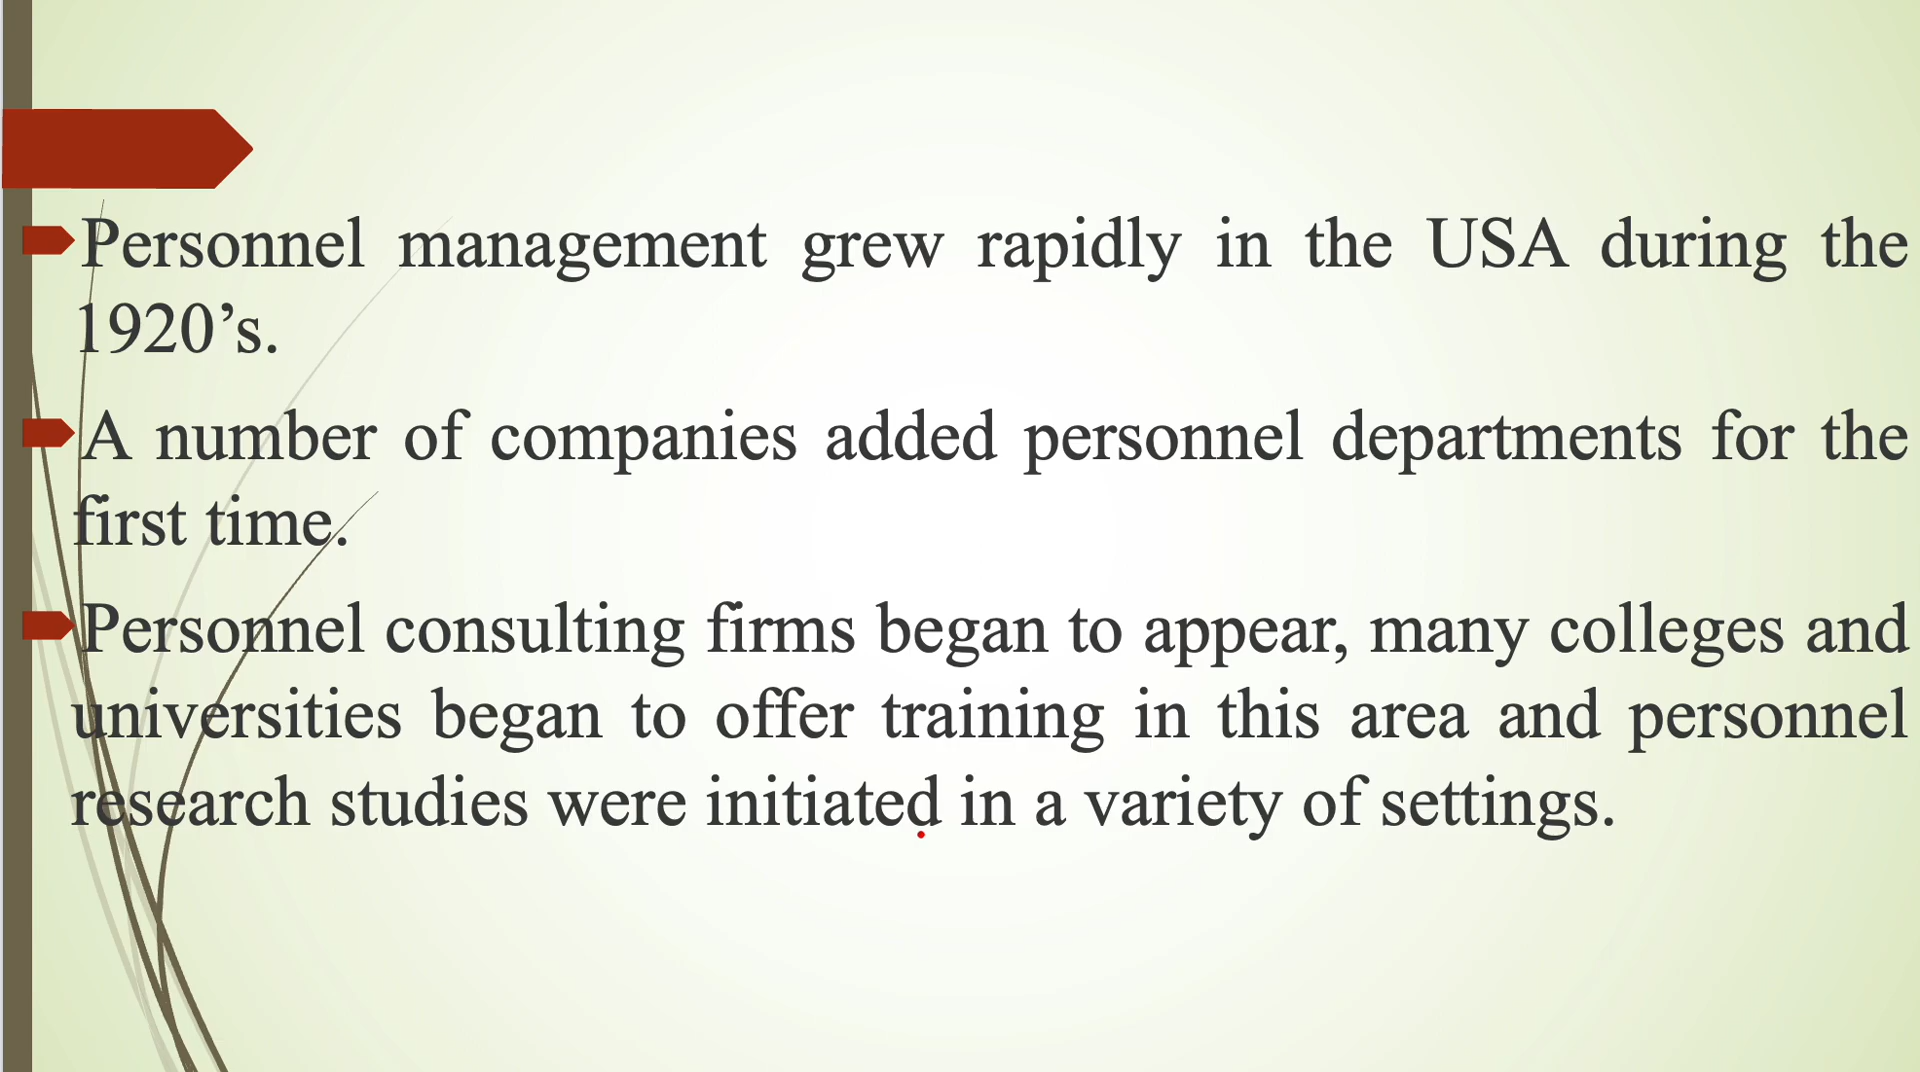 Personnel management grew rapidly in the USA during the
1920’s.
A number of companies added personnel departments for the
first time.
Personnel consulting firms began to appear, many colleges and
universities began to offer training in this area and personnel
research studies were initiated in a variety of settings.